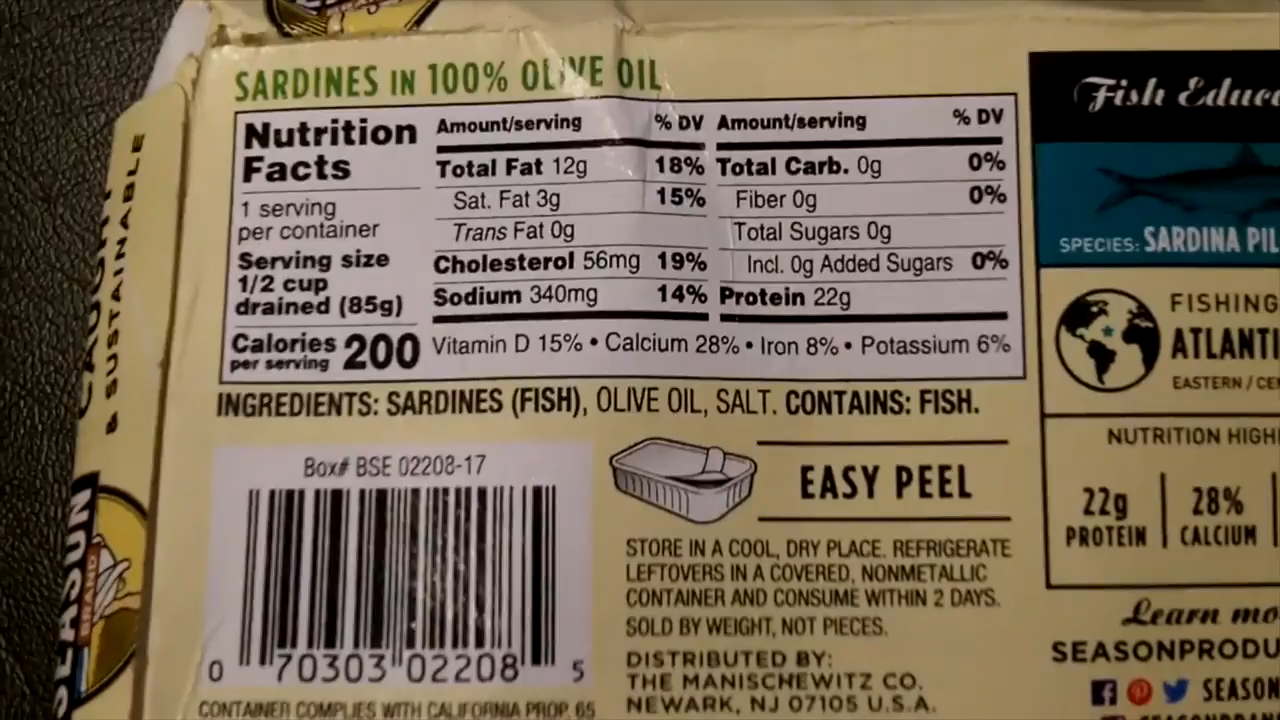 SARDINES IN 100% OLIVE OIL
Nutrition
Facts
1 serving
per container
Serving size
1/2 cup
drained (85g)
Calories
per serving
200
Amount/serving % DV
Total Fat 12g 18%
Sat. Fat 3g 15%
Trans Fat 0g
Cholesterol 56mg 19%
Sodium 340mg 14%
Amount/serving % DV
Total Carb. 0g 0%
Fiber 0g 0%
Total Sugars 0g
Incl. 0g Added Sugars 0%
Protein 22g
Vitamin D 15% • Calcium 28% • Iron 8% • Potassium 6%
INGREDIENTS: SARDINES (FISH), OLIVE OIL, SALT. CONTAINS: FISH.
Box# BSE 02208-17
0 70303 02208 5
CONTAINER COMPLIES WITH CALIFORNIA PROP. 65
EASY PEEL
STORE IN A COOL, DRY PLACE. REFRIGERATE
LEFTOVERS IN A COVERED, NONMETALLIC
CONTAINER AND CONSUME WITHIN 2 DAYS.
SOLD BY WEIGHT, NOT PIECES.
DISTRIBUTED BY:
THE MANISCHEWITZ CO.
NEWARK, NJ 07105 U.S.A.
Fish Educ
SPECIES: SARDINA PIL
FISHING
ATLANTI
EASTERN / CE
NUTRITION HIGH
22g
PROTEIN
28%
CALCIUM
Learn mo
SEASONPRODU
SEASON
CAUGHT
& SUSTAINABLE
SEASON
BRAND